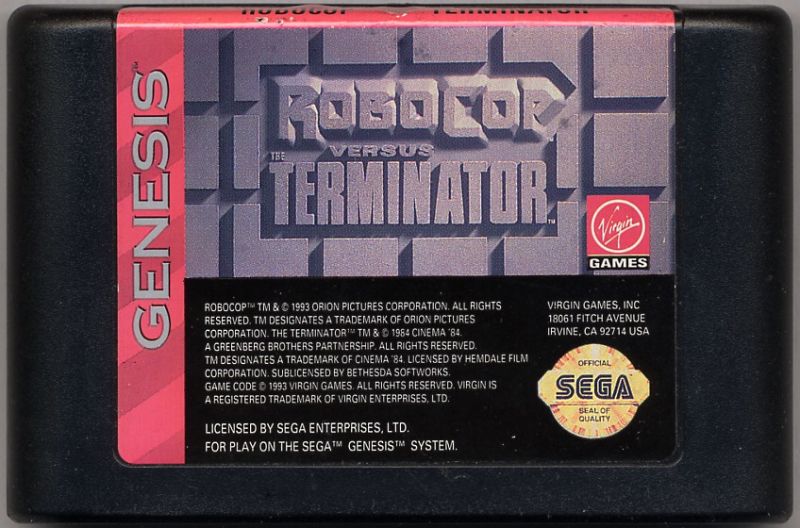 ROBOCOP TERMINATOR
GENESIS™
ROBOCOP
VERSUS
THE
TERMINATOR™
Virgin
GAMES
ROBOCOP™ TM & © 1993 ORION PICTURES CORPORATION. ALL RIGHTS
RESERVED. TM DESIGNATES A TRADEMARK OF ORION PICTURES
CORPORATION. THE TERMINATOR™ TM & © 1984 CINEMA '84.
A GREENBERG BROTHERS PARTNERSHIP. ALL RIGHTS RESERVED.
TM DESIGNATES A TRADEMARK OF CINEMA '84. LICENSED BY HEMDALE FILM
CORPORATION. SUBLICENSED BY BETHESDA SOFTWORKS.
GAME CODE © 1993 VIRGIN GAMES. ALL RIGHTS RESERVED. VIRGIN IS
A REGISTERED TRADEMARK OF VIRGIN ENTERPRISES, LTD.
LICENSED BY SEGA ENTERPRISES, LTD.
FOR PLAY ON THE SEGA™ GENESIS™ SYSTEM.
VIRGIN GAMES, INC
18061 FITCH AVENUE
IRVINE, CA 92714 USA
OFFICIAL
SEGA
SEAL OF
QUALITY